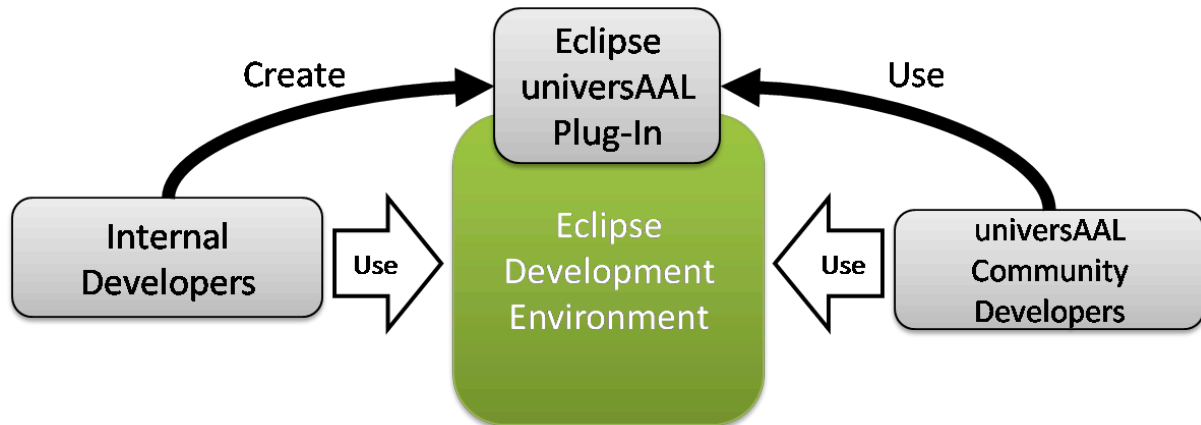 Eclipse
universAAL
Plug-In
Create
Use
Internal
Developers
Use
Eclipse
Development
Environment
Use
universAAL
Community
Developers